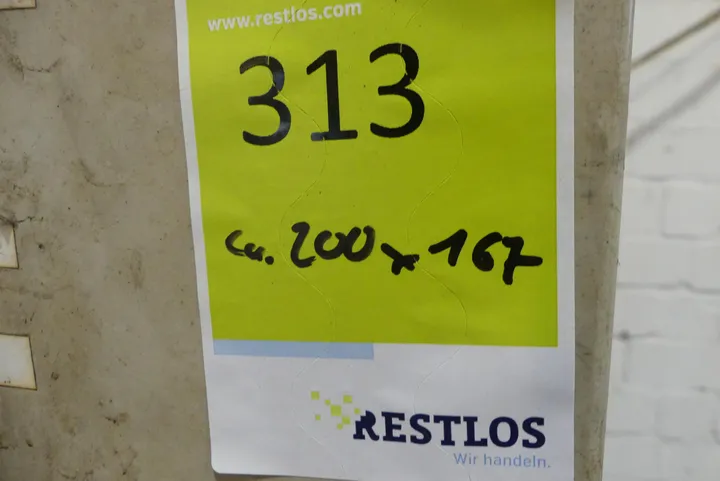 www.restlos.com
313
ca. 200 x 167
RESTLOS
Wir handeln.